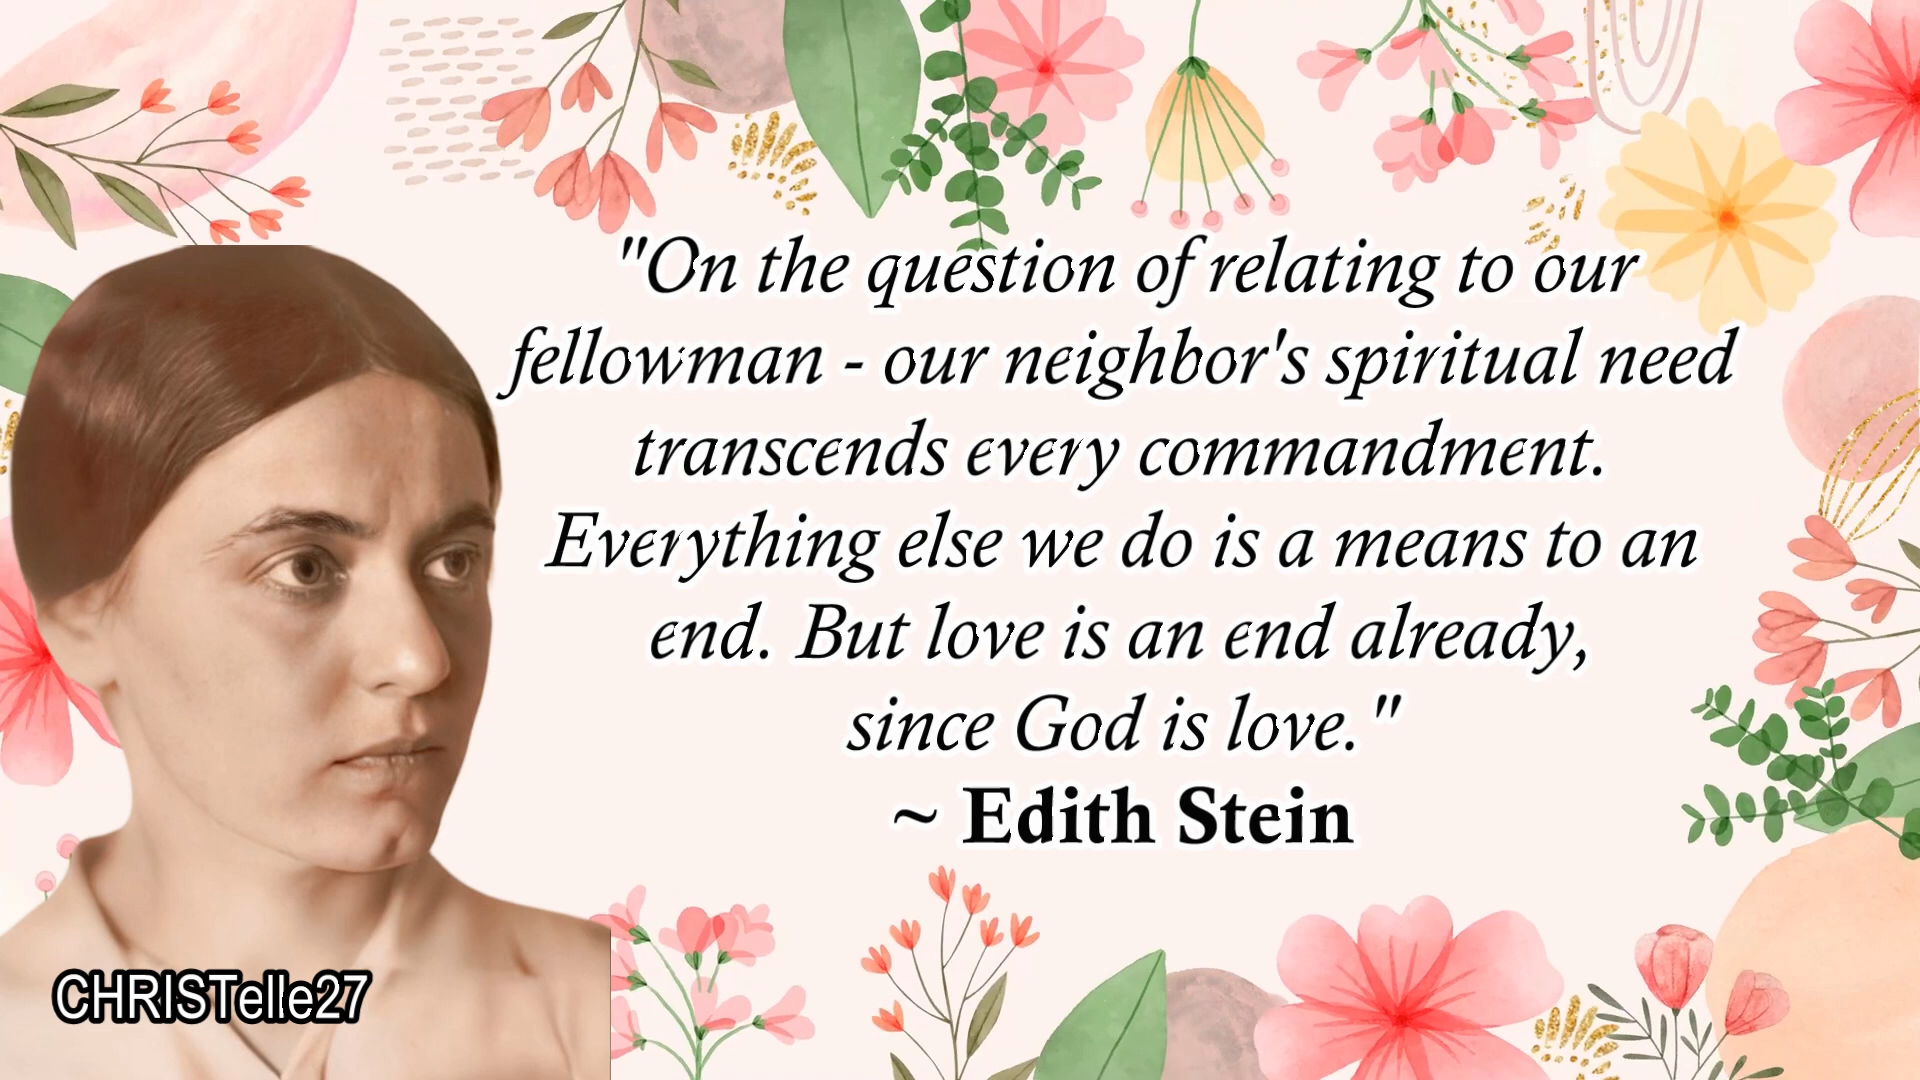 "On the question of relating to our
fellowman - our neighbor's spiritual need
transcends every commandment.
Everything else we do is a means to an
end. But love is an end already,
since God is love."
~ Edith Stein
CHRISTelle27